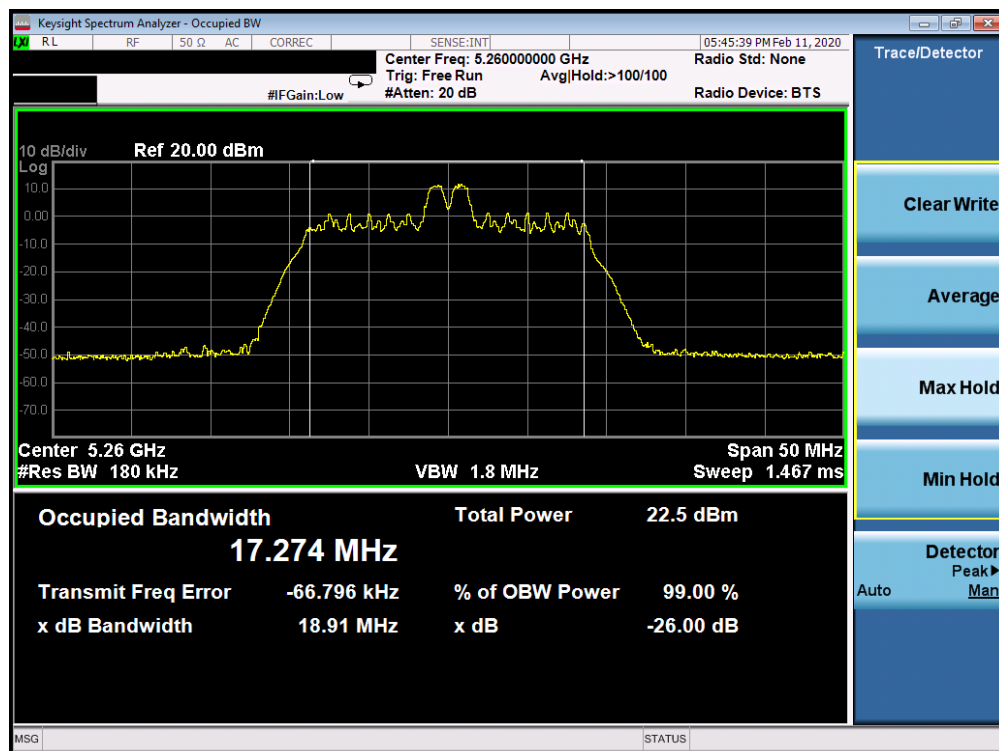 Keysight Spectrum Analyzer - Occupied BW
LXI RL RF 50 Ω AC CORREC SENSE:INT 05:45:39 PM Feb 11, 2020
Center Freq: 5.260000000 GHz Radio Std: None
Trig: Free Run Avg|Hold:>100/100
#IFGain:Low #Atten: 20 dB Radio Device: BTS
10 dB/div Ref 20.00 dBm
Log
10.0
0.00
-10.0
-20.0
-30.0
-40.0
-50.0
-60.0
-70.0
Center 5.26 GHz Span 50 MHz
#Res BW 180 kHz VBW 1.8 MHz Sweep 1.467 ms
Occupied Bandwidth Total Power 22.5 dBm
17.274 MHz
Transmit Freq Error -66.796 kHz % of OBW Power 99.00 %
x dB Bandwidth 18.91 MHz x dB -26.00 dB
MSG STATUS
Trace/Detector
Clear Write
Average
Max Hold
Min Hold
Detector
Peak▶
Auto Man